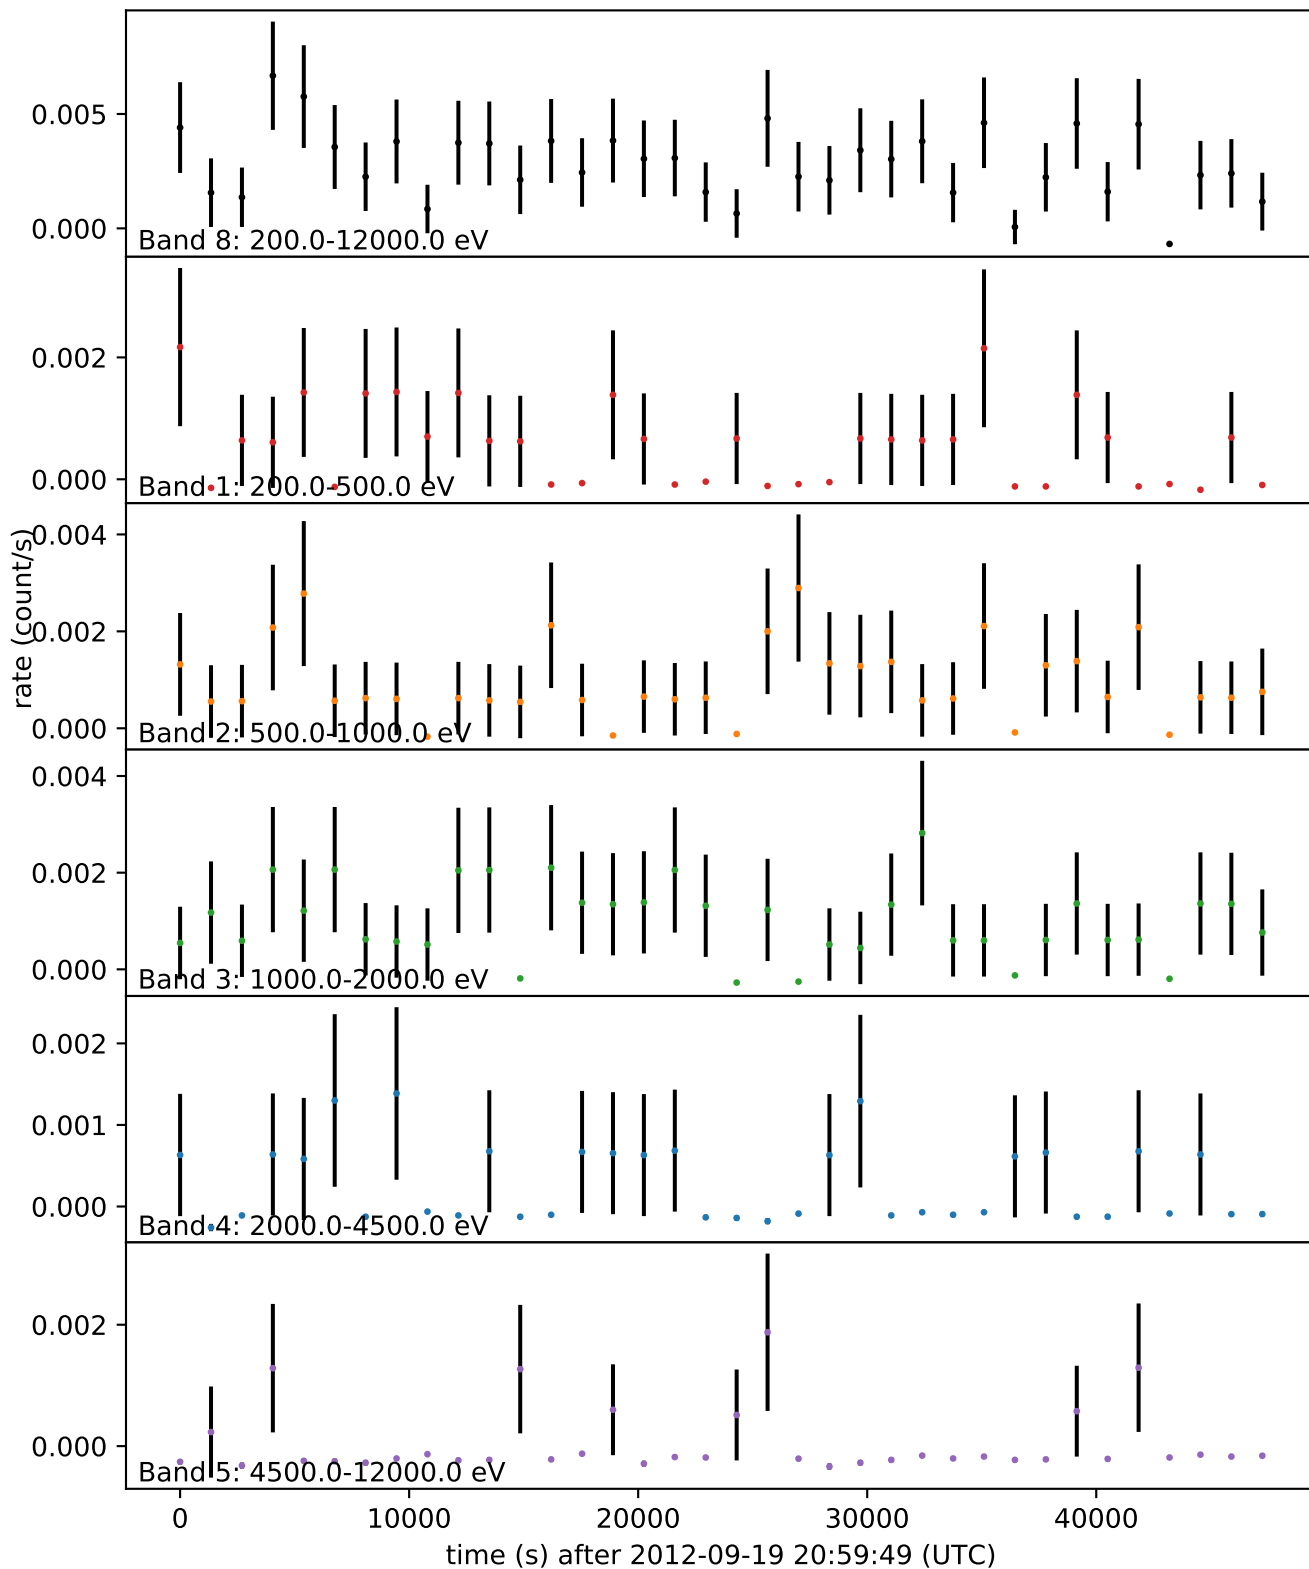 0.005
0.000
Band 8: 200.0-12000.0 eV
0.002
0.000
Band 1: 200.0-500.0 eV
rate (count/s)
0.004
0.002
0.000
Band 2: 500.0-1000.0 eV
0.004
0.002
0.000
Band 3: 1000.0-2000.0 eV
0.002
0.001
0.000
Band 4: 2000.0-4500.0 eV
0.002
0.000
Band 5: 4500.0-12000.0 eV
0 10000 20000 30000 40000
time (s) after 2012-09-19 20:59:49 (UTC)